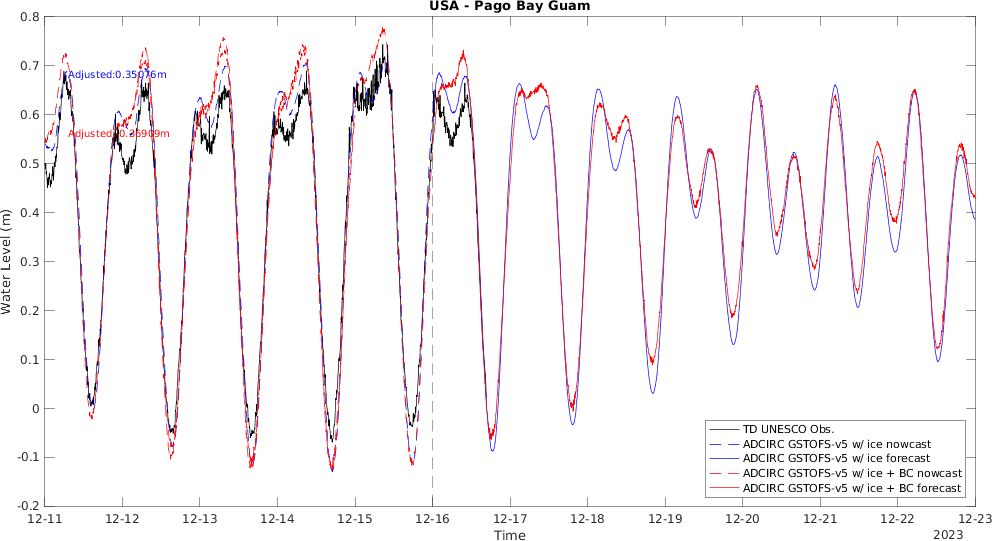 USA - Pago Bay Guam
0.8
0.7
0.6
0.5
0.4
0.3
0.2
0.1
0
-0.1
-0.2
Water Level (m)
Adjusted:0.35076m
Adjusted:0.26909m
TD UNESCO Obs.
ADCIRC GSTOFS-v5 w/ ice nowcast
ADCIRC GSTOFS-v5 w/ ice forecast
ADCIRC GSTOFS-v5 w/ ice + BC nowcast
ADCIRC GSTOFS-v5 w/ ice + BC forecast
12-11 12-12 12-13 12-14 12-15 12-16 12-17 12-18 12-19 12-20 12-21 12-22 12-23
Time
2023